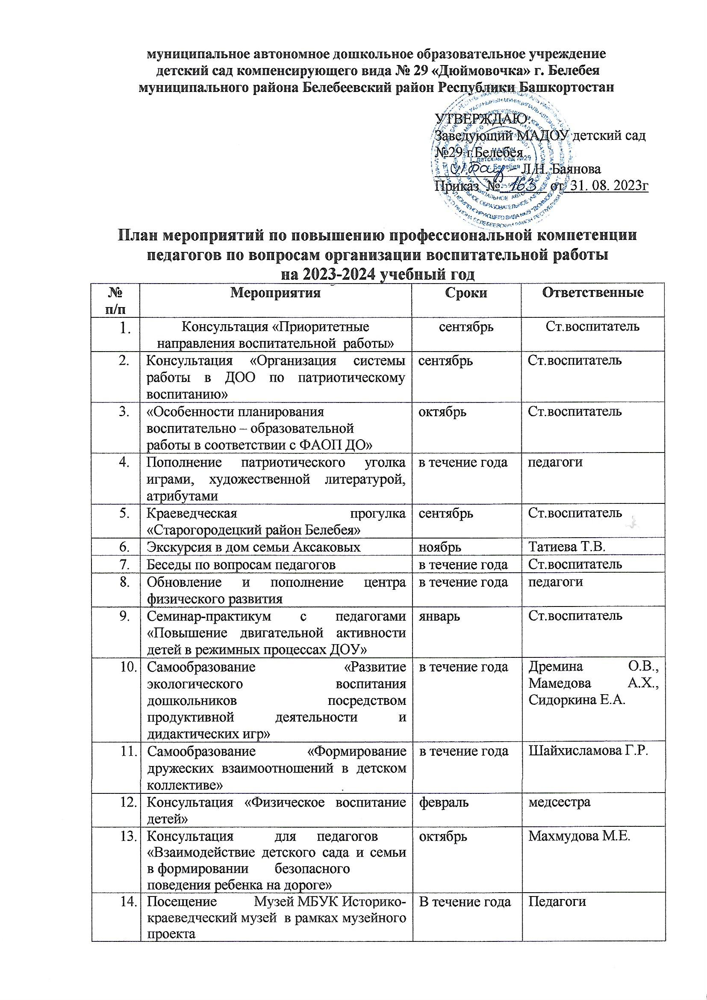 муниципальное автономное дошкольное образовательное учреждение
детский сад компенсирующего вида № 29 «Дюймовочка» г. Белебея
муниципального района Белебеевский район Республики Башкортостан
УТВЕРЖДАЮ:
Заведующий МАДОУ детский сад
№29 г.Белебея
Л.Н. Баянова
Приказ № 163 от 31. 08. 2023г
МАДОУ
детский сад №29
г. Белебея
План мероприятий по повышению профессиональной компетенции
педагогов по вопросам организации воспитательной работы
на 2023-2024 учебный год
№ п/п Мероприятия Сроки Ответственные
1. Консультация «Приоритетные сентябрь Ст.воспитатель
направления воспитательной работы»
2. Консультация «Организация системы сентябрь Ст.воспитатель
работы в ДОО по патриотическому
воспитанию»
3. «Особенности планирования октябрь Ст.воспитатель
воспитательно – образовательной
работы в соответствии с ФАОП ДО»
4. Пополнение патриотического уголка в течение года педагоги
играми, художественной литературой,
атрибутами
5. Краеведческая прогулка сентябрь Ст.воспитатель
«Старогородецкий район Белебея»
6. Экскурсия в дом семьи Аксаковых ноябрь Татиева Т.В.
7. Беседы по вопросам педагогов в течение года Ст.воспитатель
8. Обновление и пополнение центра в течение года педагоги
физического развития
9. Семинар-практикум с педагогами январь Ст.воспитатель
«Повышение двигательной активности
детей в режимных процессах ДОУ»
10. Самообразование «Развитие в течение года Дремина О.В.,
экологического воспитания Мамедова А.Х.,
дошкольников посредством Сидоркина Е.А.
продуктивной деятельности и
дидактических игр»
11. Самообразование «Формирование в течение года Шайхисламова Г.Р.
дружеских взаимоотношений в детском
коллективе»
12. Консультация «Физическое воспитание февраль медсестра
детей»
13. Консультация для педагогов октябрь Махмудова М.Е.
«Взаимодействие детского сада и семьи
в формировании безопасного
поведения ребенка на дороге»
14. Посещение Музей МБУК Историко- В течение года Педагоги
краеведческий музей в рамках музейного
проекта